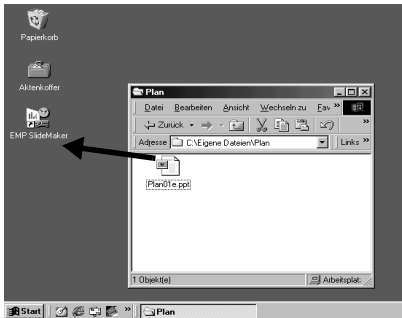 Papierkorb
Aktenkoffer
EMP SlideMaker
Plan
Datei Bearbeiten Ansicht Wechseln zu Fav »
Zurück »
Adresse C:\Eigene Dateien\Plan Links »
Plan01e.ppt
1 Objekt(e) Arbeitsplat:
Start » Plan